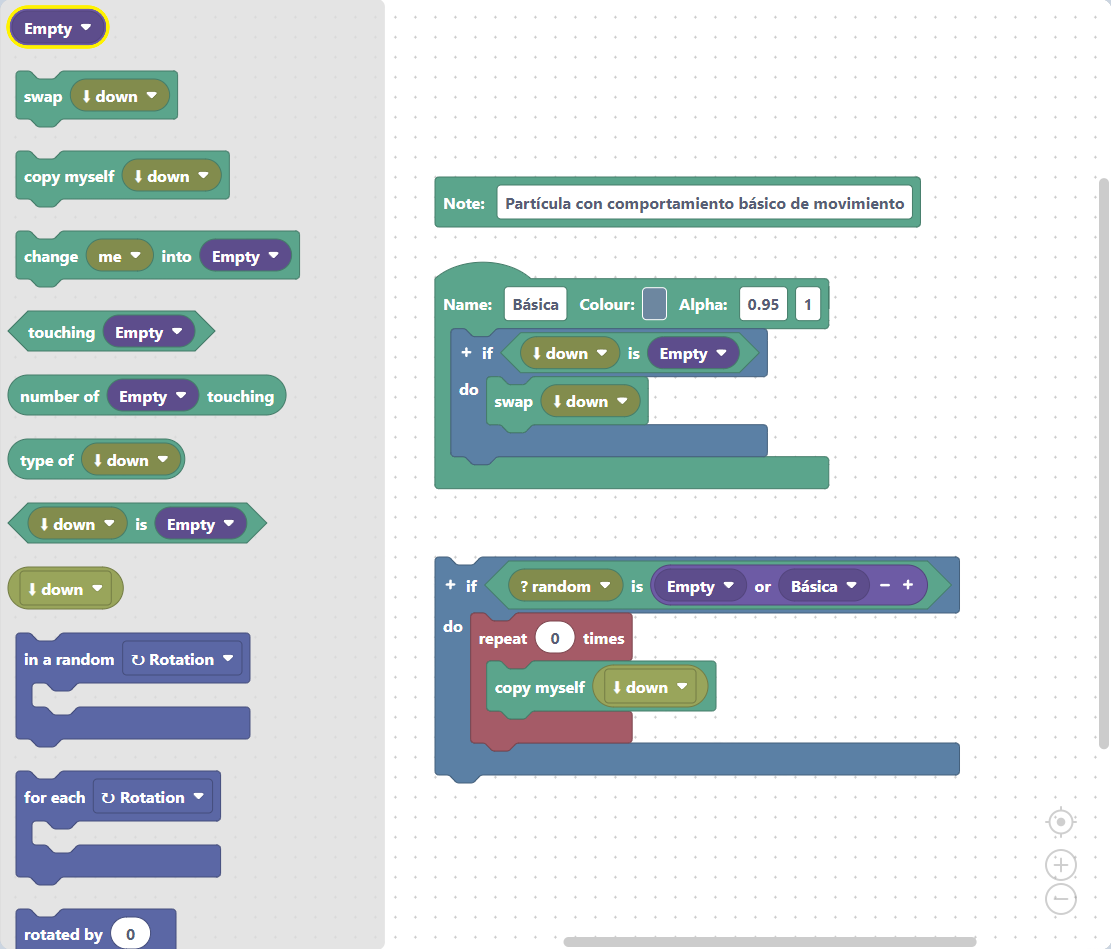 Empty
swap ⬇ down
copy myself ⬇ down
change me into Empty
touching Empty
number of Empty touching
type of ⬇ down
⬇ down is Empty
⬇ down
in a random ↻ Rotation
for each ↻ Rotation
rotated by 0
Note: Partícula con comportamiento básico de movimiento
Name: Básica Colour: Alpha: 0.95 1
+ if ⬇ down is Empty
do
swap ⬇ down
+ if ? random is Empty or Básica − +
do
repeat 0 times
copy myself ⬇ down